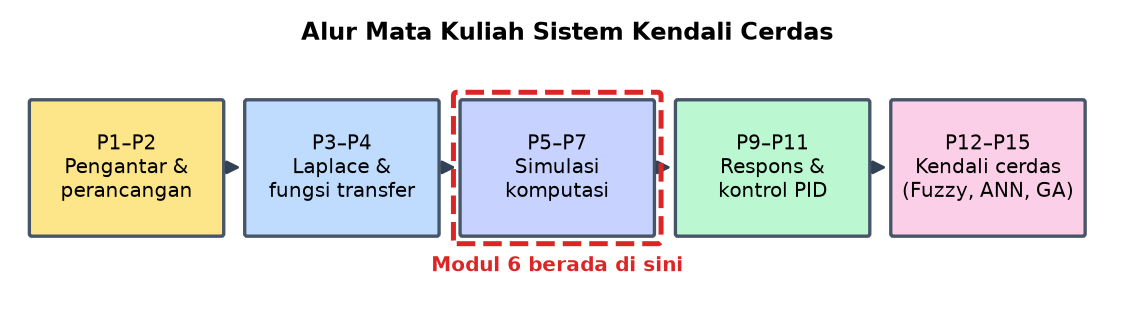 Alur Mata Kuliah Sistem Kendali Cerdas
P1–P2
Pengantar &
perancangan
P3–P4
Laplace &
fungsi transfer
P5–P7
Simulasi
komputasi
P9–P11
Respons &
kontrol PID
P12–P15
Kendali cerdas
(Fuzzy, ANN, GA)
Modul 6 berada di sini